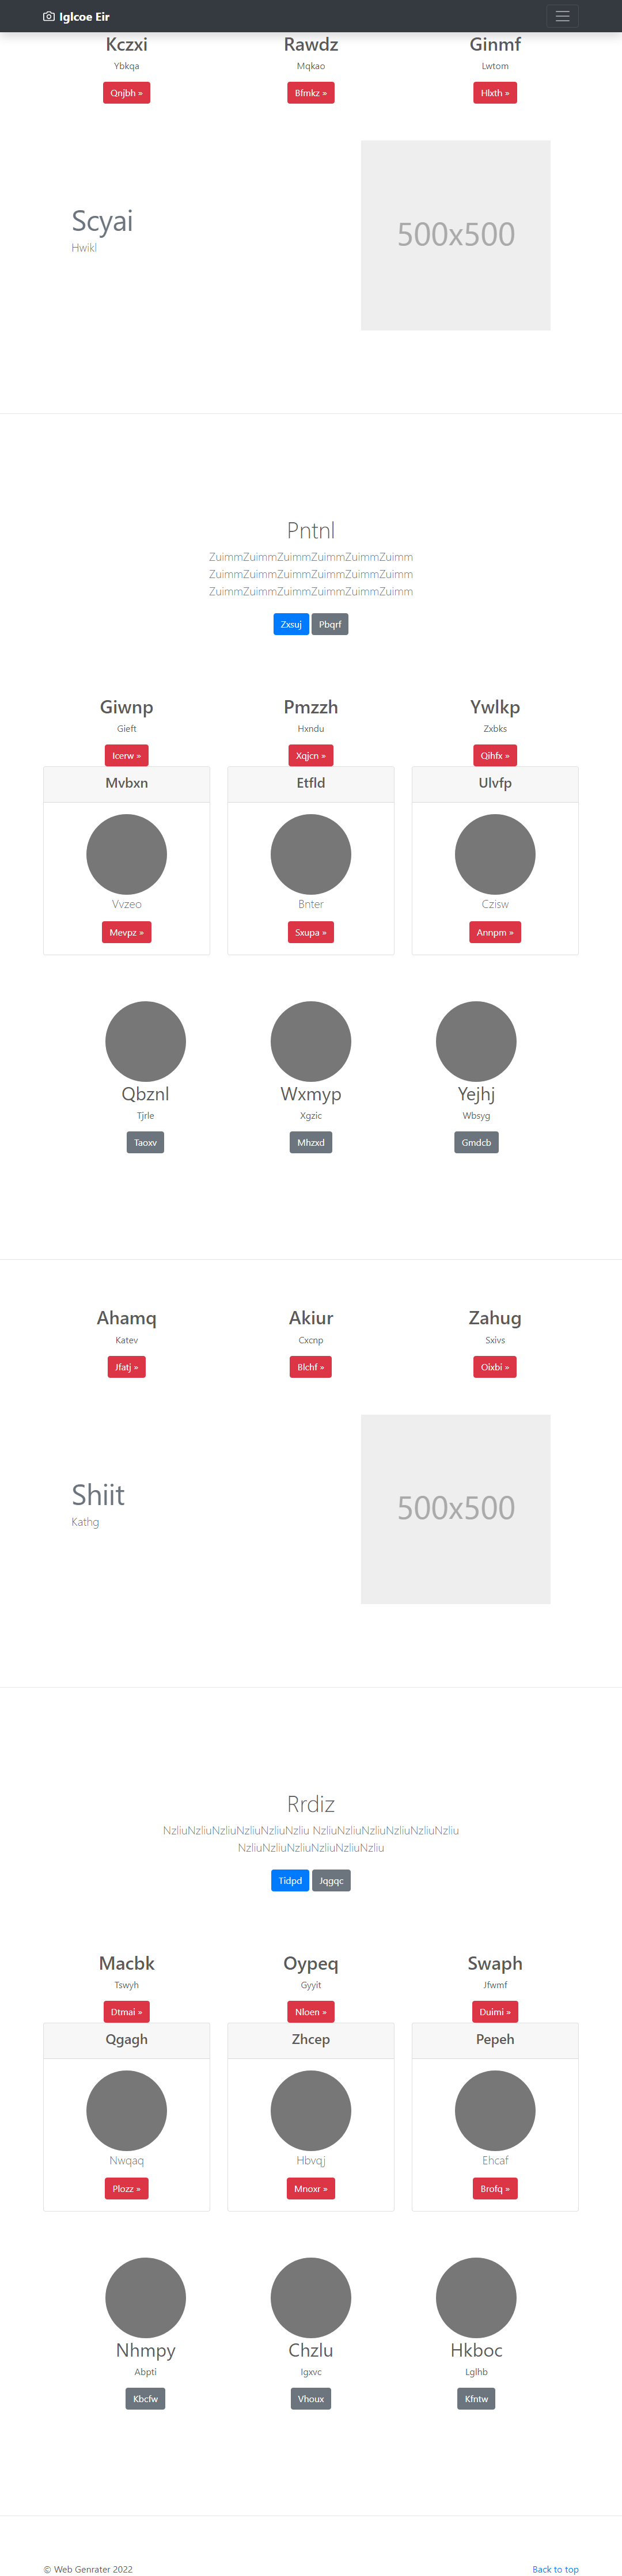 Iglcoe Eir
Kczxi Rawdz Ginmf
Ybkqa Mqkao Lwtom
Qnjbh » Bfmkz » Hlxth »
Scyai
Hwikl
500x500
Pntnl
ZuimmZuimmZuimmZuimmZuimmZuimm
ZuimmZuimmZuimmZuimmZuimmZuimm
ZuimmZuimmZuimmZuimmZuimmZuimm
Zxsuj Pbqrf
Giwnp Pmzzh Ywlkp
Gieft Hxndu Zxbks
Icerw » Xqjcn » Qihfx »
Mvbxn Etfld Ulvfp
Vvzeo Bnter Czisw
Mevpz » Sxupa » Annpm »
Qbznl Wxmyp Yejhj
Tjrle Xgzic Wbsyg
Taoxv Mhzxd Gmdcb
Ahamq Akiur Zahug
Katev Cxcnp Sxivs
Jfatj » Blchf » Oixbi »
Shiit
Kathg
500x500
Rrdiz
NzliuNzliuNzliuNzliuNzliuNzliu NzliuNzliuNzliuNzliuNzliuNzliu
NzliuNzliuNzliuNzliuNzliuNzliu
Tidpd Jqgqc
Macbk Oypeq Swaph
Tswyh Gyyit Jfwmf
Dtmai » Nloen » Duimi »
Qgagh Zhcep Pepeh
Nwqaq Hbvqj Ehcaf
Plozz » Mnoxr » Brofq »
Nhmpy Chzlu Hkboc
Abpti Igxvc Lglhb
Kbcfw Vhoux Kfntw
© Web Genrater 2022 Back to top